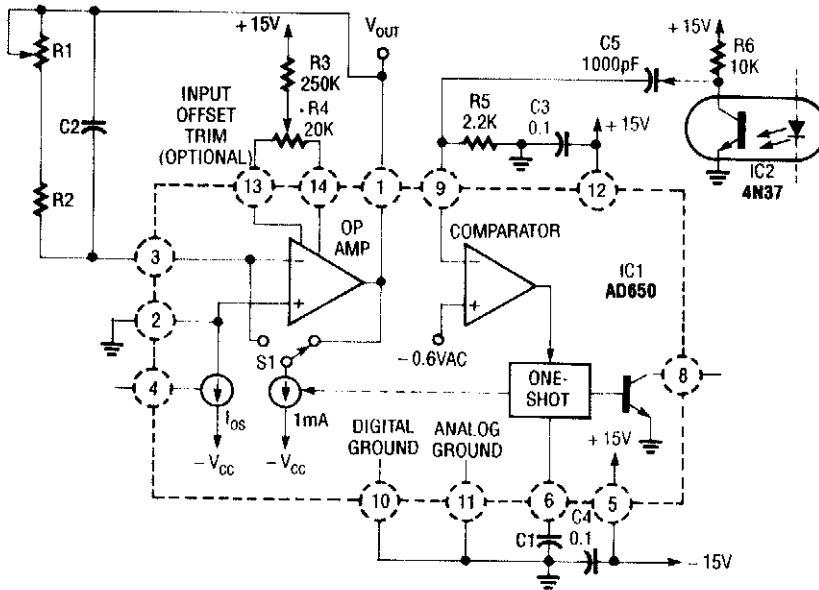 R1
C2
R2
+15V
R3
250K
R4
20K
INPUT
OFFSET
TRIM
(OPTIONAL)
VOUT
C5
1000pF
+15V
R6
10K
R5
2.2K
C3
0.1
+15V
IC2
4N37
13
14
1
9
12
OP
AMP
COMPARATOR
IC1
AD650
3
2
4
8
−
+
−
+
S1
−0.6VAC
IOS
1mA
ONE-
SHOT
−VCC
−VCC
DIGITAL
GROUND
ANALOG
GROUND
+15V
10
11
6
5
C1
C4
0.1
−15V